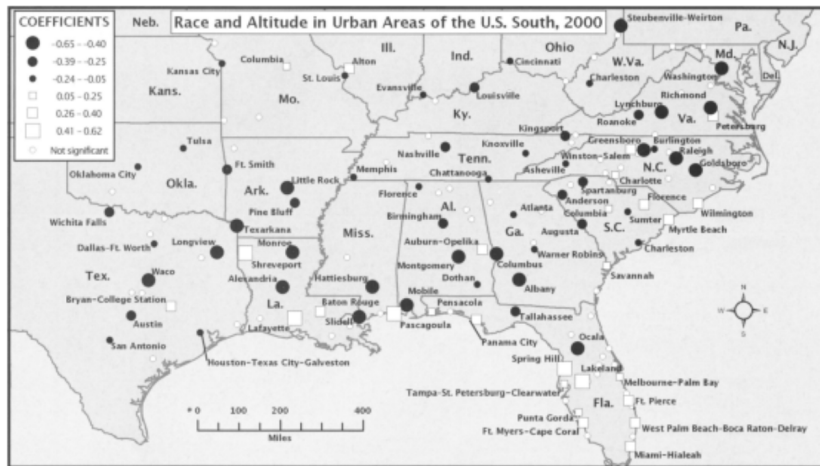 COEFFICIENTS
-0.65 - -0.40
-0.39 - -0.25
-0.24 - -0.05
0.05 - 0.25
0.26 - 0.40
0.41 - 0.62
Not significant
Race and Altitude in Urban Areas of the U.S. South, 2000
Neb.
Steubenville-Weirton
Pa.
N.J.
Ill.
Ind.
Ohio
Columbia
Alton
Kansas City
St. Louis
Cincinnati
W.Va.
Md.
Washington
Del.
Charleston
Evansville
Louisville
Kans.
Mo.
Ky.
Richmond
Lynchburg
Va.
Roanoke
Petersburg
Kingsport
Tulsa
Nashville
Knoxville
Greensboro
Burlington
Winston-Salem
Raleigh
Tenn.
N.C.
Goldsboro
Oklahoma City
Ft. Smith
Memphis
Chattanooga
Asheville
Charlotte
Okla.
Ark.
Little Rock
Florence
Spartanburg
Florence
Anderson
Pine Bluff
Al.
Atlanta
Columbia
Wilmington
Wichita Falls
Birmingham
Ga.
S.C.
Sumter
Texarkana
Miss.
Augusta
Myrtle Beach
Dallas-Ft. Worth
Longview
Monroe
Auburn-Opelika
Warner Robins
Charleston
Shreveport
Tex.
Waco
Alexandria
Hattiesburg
Montgomery
Columbus
Savannah
Dothan
Albany
Bryan-College Station
La.
Baton Rouge
Mobile
Pensacola
Austin
Lafayette
Slidell
Pascagoula
Tallahassee
San Antonio
Panama City
Ocala
Houston-Texas City-Galveston
Spring Hill
Lakeland
Melbourne-Palm Bay
Tampa-St. Petersburg-Clearwater
Fla.
Ft. Pierce
Punta Gorda
Ft. Myers-Cape Coral
West Palm Beach-Boca Raton-Delray
Miami-Hialeah
N
W
E
S
0 100 200 400
Miles